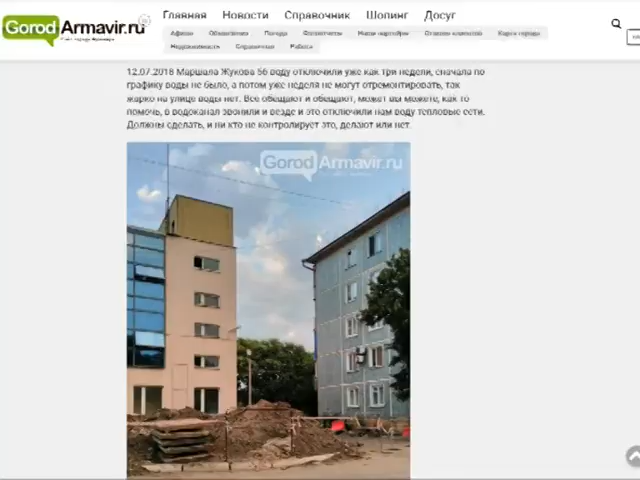 GorodArmavir.ru
Главная Новости Справочник Шопинг Досуг
Афиша Объявления Погода Фотоотчеты Карта города
Недвижимость Справочная Работа
12.07.2018 Маршала Жукова 56 воду отключили уже как три недели, сначала по
графику воды не было, а потом уже неделя не могут отремонтировать, так
жарко на улице воды нет. Все обещают и обещают, может вы можете, как то
помочь, в водоканал звонили и везде и это отключили нам воду тепловые сети.
Должны сделать, и ни кто не контролирует это, делают или нет.
GorodArmavir.ru